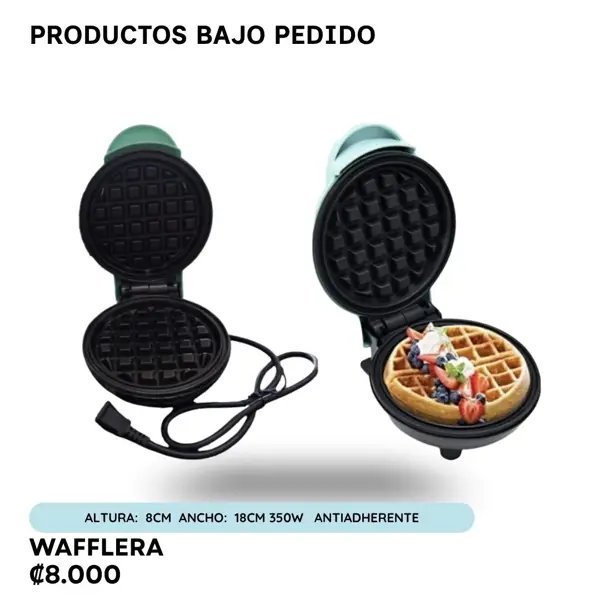 PRODUCTOS BAJO PEDIDO
ALTURA: 8CM ANCHO: 18CM 350W ANTIADHERENTE
WAFFLERA
₡8.000